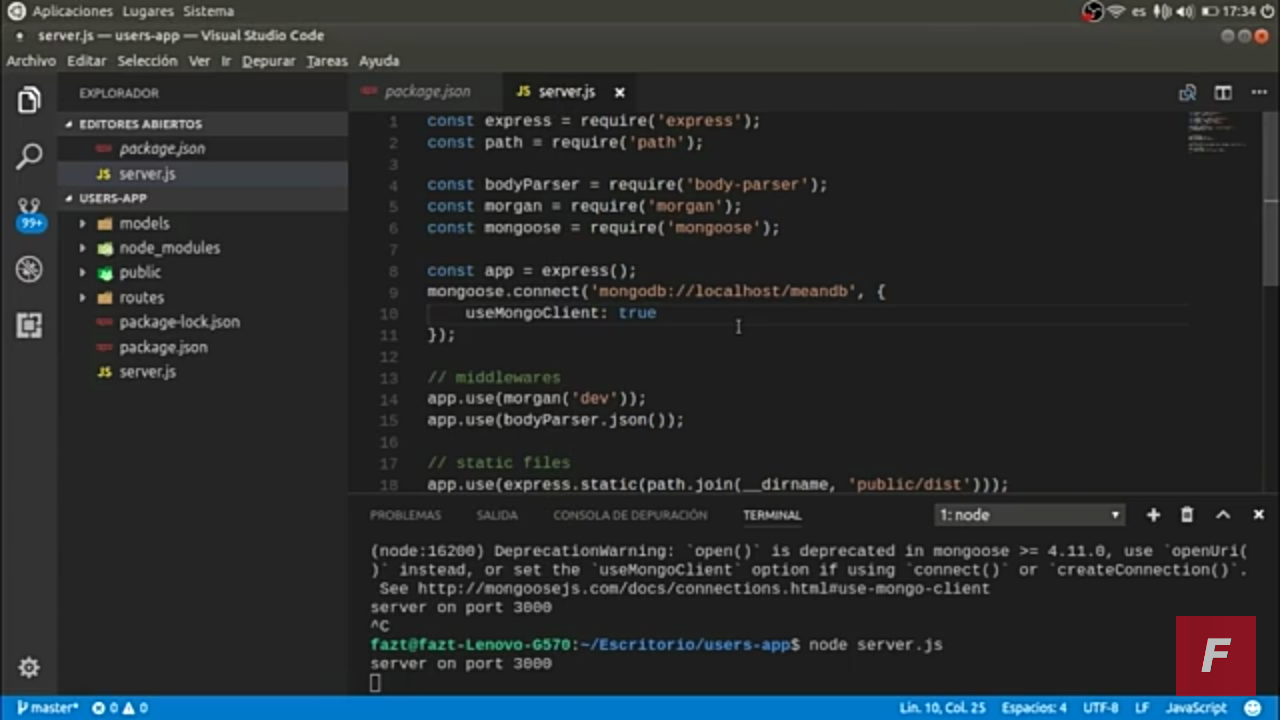 Aplicaciones Lugares Sistema
es 17:34
server.js — users-app — Visual Studio Code
Archivo Editar Selección Ver Ir Depurar Tareas Ayuda
EXPLORADOR
EDITORES ABIERTOS
package.json
JS server.js
USERS-APP
models
node_modules
public
routes
package-lock.json
package.json
JS server.js
99+
package.json JS server.js
1 const express = require('express');
2 const path = require('path');
3
4 const bodyParser = require('body-parser');
5 const morgan = require('morgan');
6 const mongoose = require('mongoose');
7
8 const app = express();
9 mongoose.connect('mongodb://localhost/meandb', {
10 useMongoClient: true
11 });
12
13 // middlewares
14 app.use(morgan('dev'));
15 app.use(bodyParser.json());
16
17 // static files
18 app.use(express.static(path.join(__dirname, 'public/dist')));
PROBLEMAS SALIDA CONSOLA DE DEPURACIÓN TERMINAL 1: node
(node:16200) DeprecationWarning: `open()` is deprecated in mongoose >= 4.11.0, use `openUri(
)` instead, or set the `useMongoClient` option if using `connect()` or `createConnection()`.
See http://mongoosejs.com/docs/connections.html#use-mongo-client
server on port 3000
^C
fazt@fazt-Lenovo-G570:~/Escritorio/users-app$ node server.js
server on port 3000
F
master* 0 0 Lín. 10, Col. 25 Espacios: 4 UTF-8 LF JavaScript